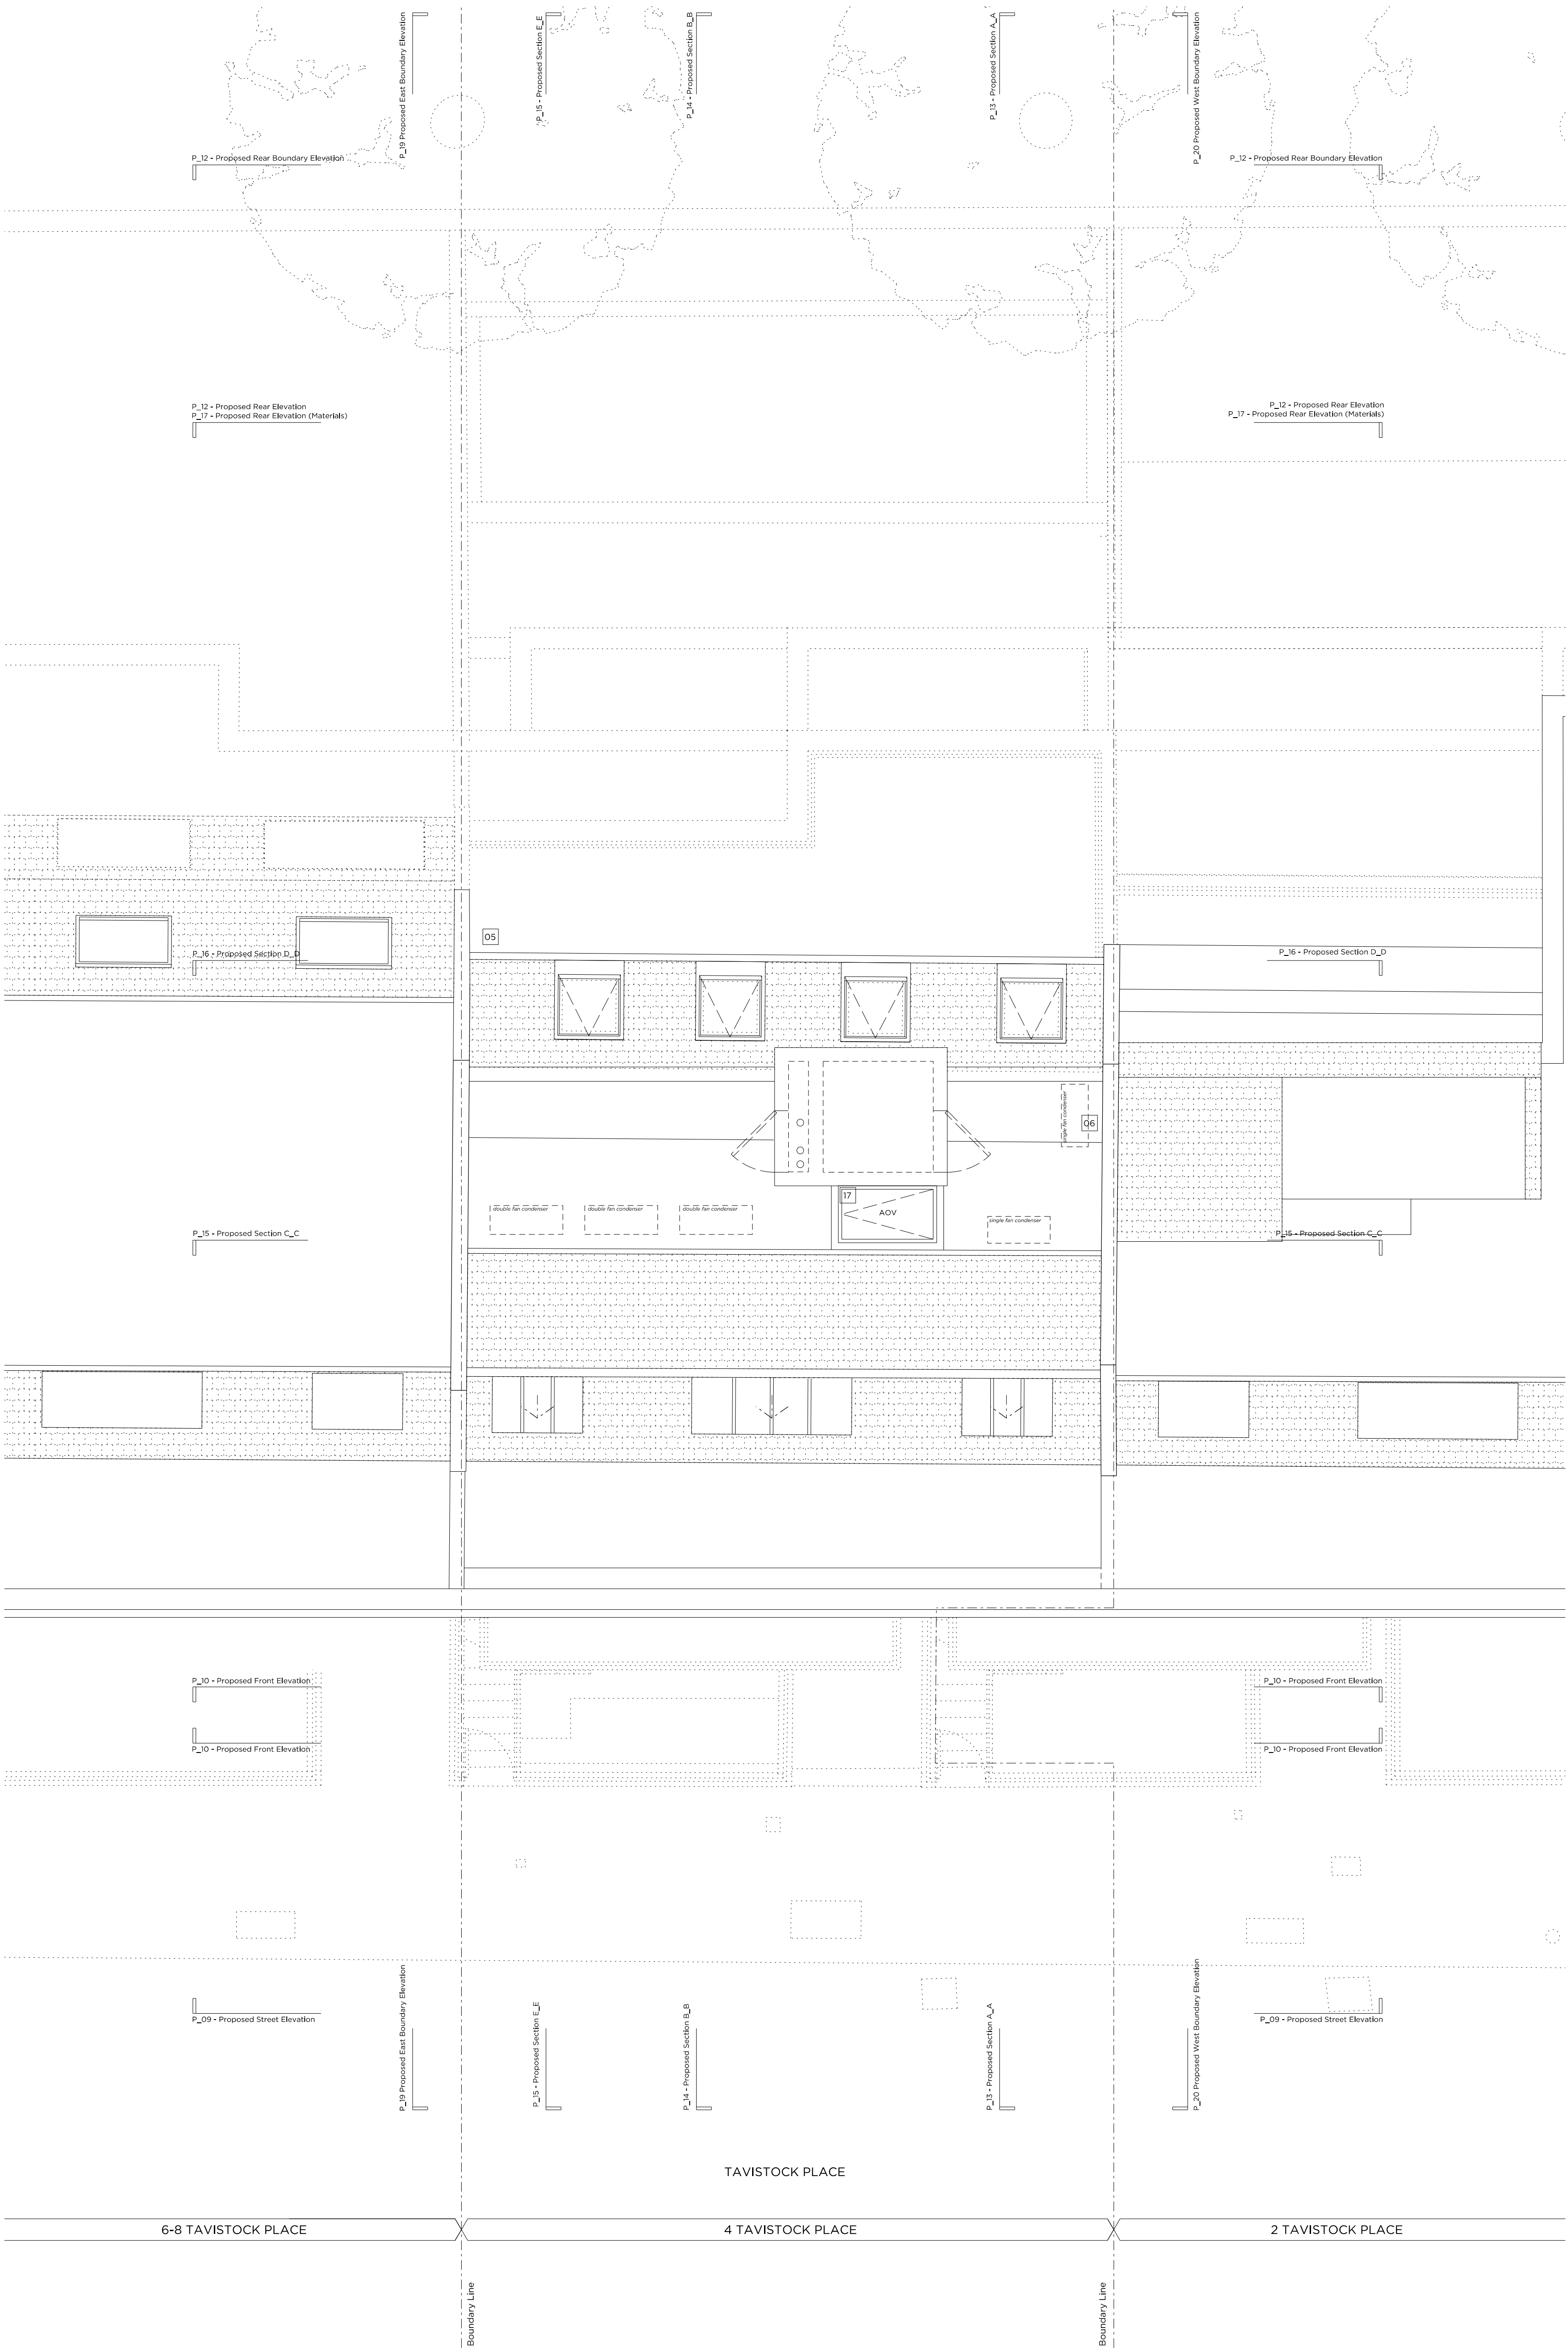 P_19 Proposed East Boundary Elevation
P_15 - Proposed Section E_E
P_14 - Proposed Section B_B
P_13 - Proposed Section A_A
P_20 Proposed West Boundary Elevation
P_12 - Proposed Rear Boundary Elevation
P_12 - Proposed Rear Boundary Elevation
P_12 - Proposed Rear Elevation
P_17 - Proposed Rear Elevation (Materials)
P_12 - Proposed Rear Elevation
P_17 - Proposed Rear Elevation (Materials)
05
P_16 - Proposed Section D_D
P_16 - Proposed Section D_D
single fan condenser
06
17
AOV
double fan condenser
double fan condenser
double fan condenser
single fan condenser
P_15 - Proposed Section C_C
P_15 - Proposed Section C_C
P_10 - Proposed Front Elevation
P_10 - Proposed Front Elevation
P_10 - Proposed Front Elevation
P_10 - Proposed Front Elevation
P_09 - Proposed Street Elevation
P_09 - Proposed Street Elevation
P_19 Proposed East Boundary Elevation
P_15 - Proposed Section E_E
P_14 - Proposed Section B_B
P_13 - Proposed Section A_A
P_20 Proposed West Boundary Elevation
TAVISTOCK PLACE
6-8 TAVISTOCK PLACE
4 TAVISTOCK PLACE
2 TAVISTOCK PLACE
Boundary Line
Boundary Line